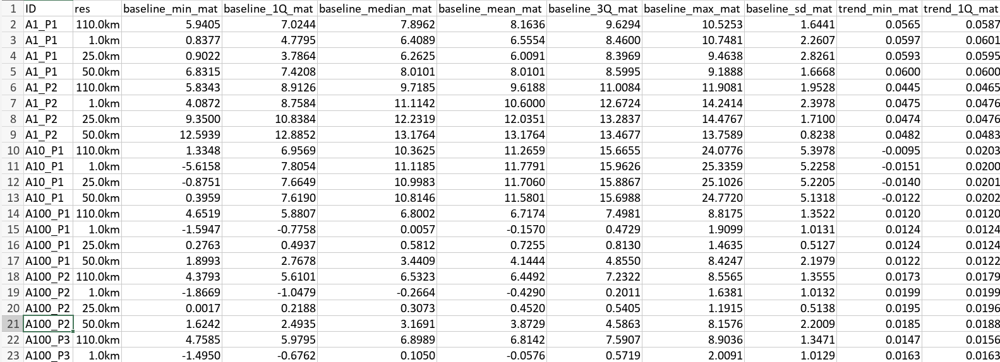 1 ID res baseline_min_mat baseline_1Q_mat baseline_median_mat baseline_mean_mat baseline_3Q_mat baseline_max_mat baseline_sd_mat trend_min_mat trend_1Q_mat
2 A1_P1 110.0km 5.9405 7.0244 7.8962 8.1636 9.6294 10.5253 1.6441 0.0565 0.0587
3 A1_P1 1.0km 0.8377 4.7795 6.4089 6.5554 8.4600 10.7481 2.2607 0.0597 0.0601
4 A1_P1 25.0km 0.9022 3.7864 6.2625 6.0091 8.3969 9.4638 2.8261 0.0593 0.0595
5 A1_P1 50.0km 6.8315 7.4208 8.0101 8.0101 8.5995 9.1888 1.6668 0.0600 0.0600
6 A1_P2 110.0km 5.8343 8.9126 9.7185 9.6188 11.0084 11.9081 1.9528 0.0445 0.0465
7 A1_P2 1.0km 4.0872 8.7584 11.1142 10.6000 12.6724 14.2414 2.3978 0.0475 0.0476
8 A1_P2 25.0km 9.3500 10.8384 12.2319 12.0351 13.2837 14.4767 1.7100 0.0474 0.0476
9 A1_P2 50.0km 12.5939 12.8852 13.1764 13.1764 13.4677 13.7589 0.8238 0.0482 0.0483
10 A10_P1 110.0km 1.3348 6.9569 10.3625 11.2659 15.6655 24.0776 5.3978 -0.0095 0.0203
11 A10_P1 1.0km -5.6158 7.8054 11.1185 11.7791 15.9626 25.3359 5.2258 -0.0151 0.0200
12 A10_P1 25.0km -0.8751 7.6649 10.9983 11.7060 15.8867 25.1026 5.2205 -0.0140 0.0201
13 A10_P1 50.0km 0.3959 7.6190 10.8146 11.5801 15.6988 24.7720 5.1318 -0.0122 0.0202
14 A100_P1 110.0km 4.6519 5.8807 6.8002 6.7174 7.4981 8.8175 1.3522 0.0120 0.0120
15 A100_P1 1.0km -1.5947 -0.7758 0.0057 -0.1570 0.4729 1.9099 1.0131 0.0124 0.0124
16 A100_P1 25.0km 0.2763 0.4937 0.5812 0.7255 0.8130 1.4635 0.5127 0.0124 0.0124
17 A100_P1 50.0km 1.8993 2.7678 3.4409 4.1444 4.8550 8.4247 2.1979 0.0122 0.0122
18 A100_P2 110.0km 4.3793 5.6101 6.5323 6.4492 7.2322 8.5565 1.3555 0.0173 0.0179
19 A100_P2 1.0km -1.8669 -1.0479 -0.2664 -0.4290 0.2011 1.6381 1.0132 0.0199 0.0199
20 A100_P2 25.0km 0.0017 0.2188 0.3073 0.4520 0.5405 1.1915 0.5138 0.0195 0.0196
21 A100_P2 50.0km 1.6242 2.4935 3.1691 3.8729 4.5863 8.1576 2.2009 0.0185 0.0188
22 A100_P3 110.0km 4.7585 5.9795 6.8989 6.8142 7.5907 8.9036 1.3471 0.0147 0.0156
23 A100_P3 1.0km -1.4950 -0.6762 0.1050 -0.0576 0.5719 2.0091 1.0129 0.0163 0.0163